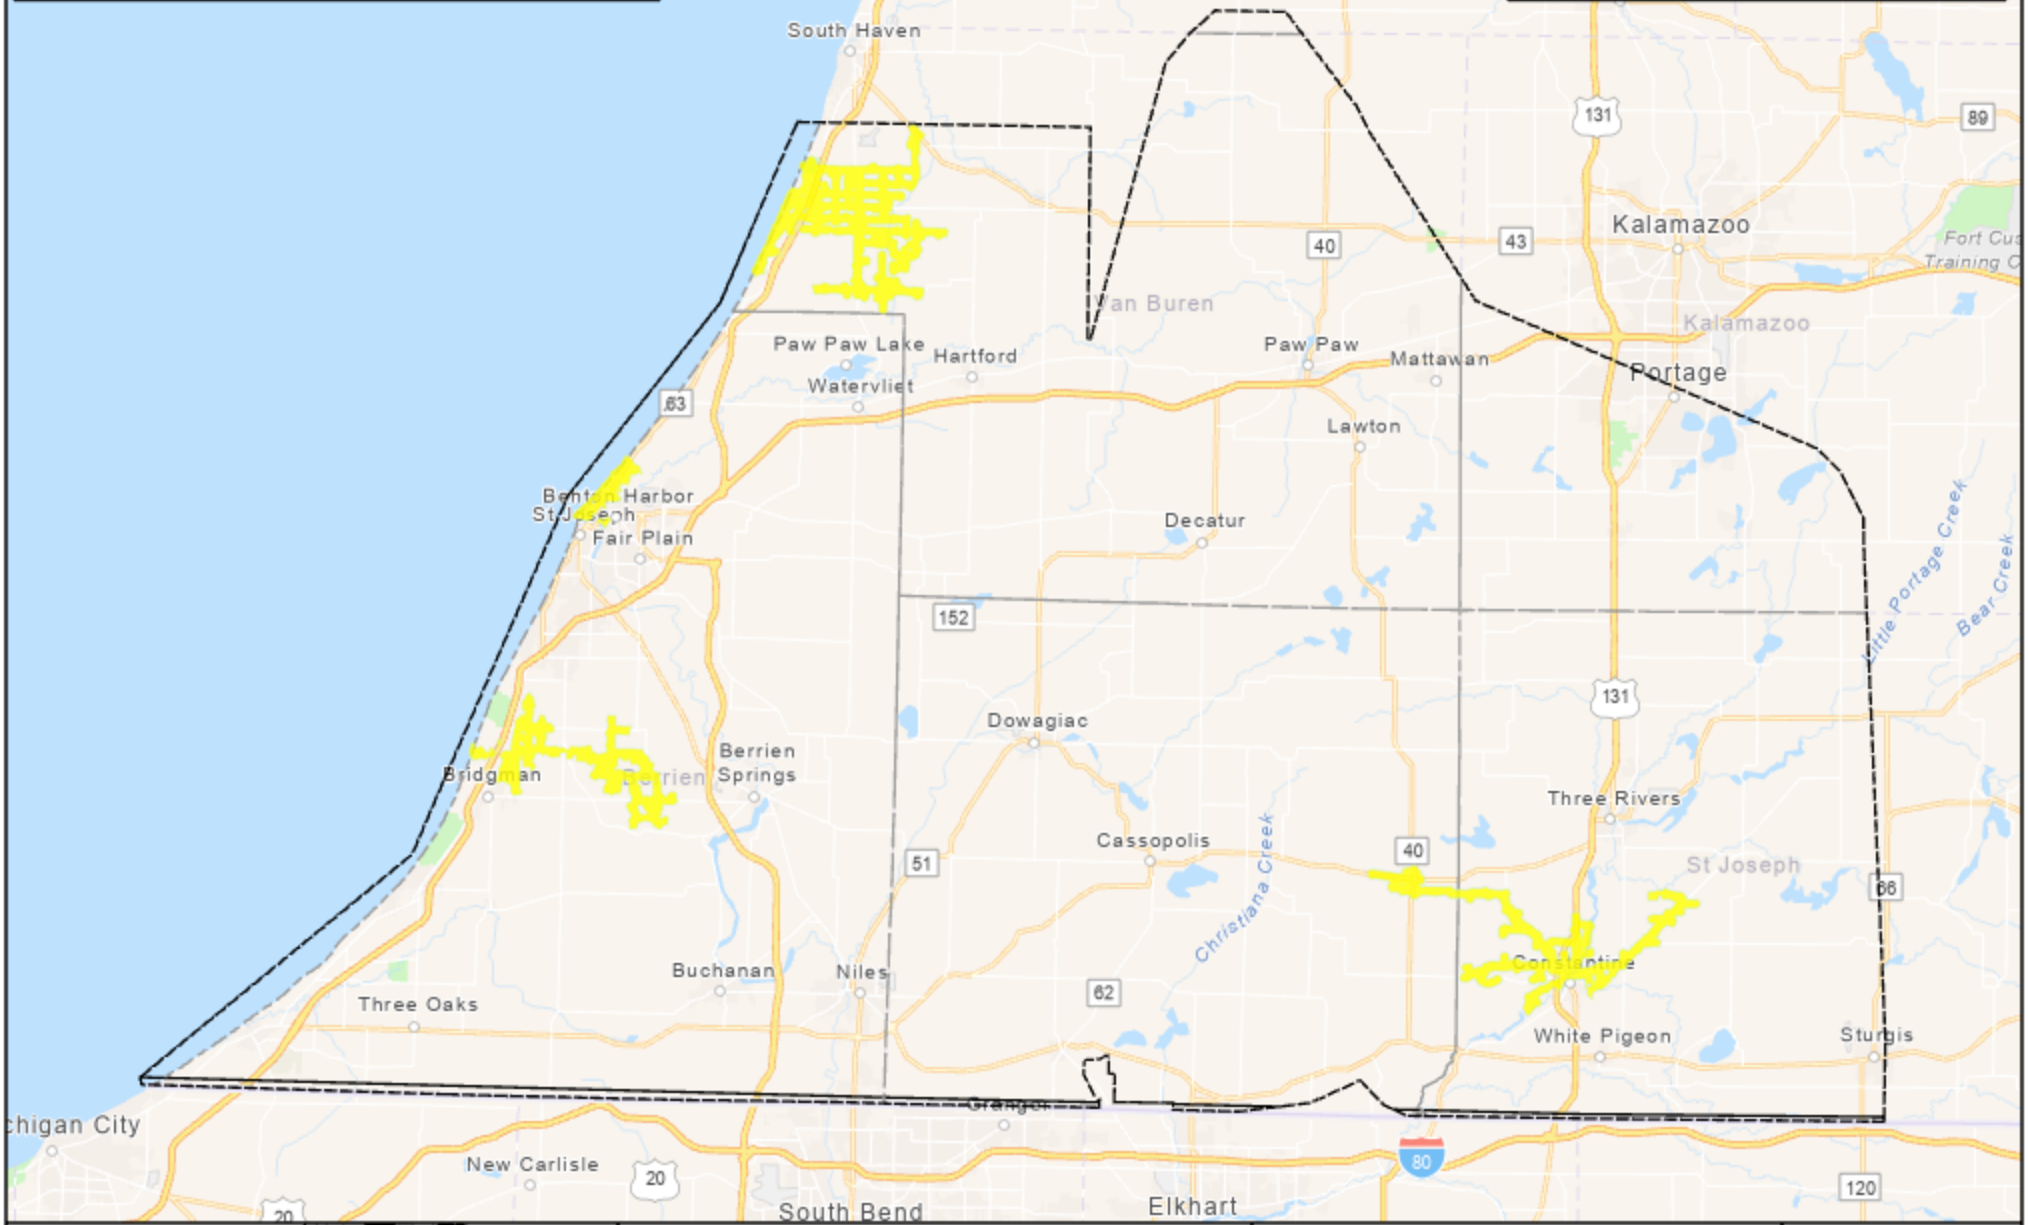 South Haven
131
89
Kalamazoo
40
43
Fort Cus
Training C
Van Buren
Kalamazoo
Paw Paw Lake
Hartford
Paw Paw
Mattawan
Portage
Watervliet
63
Lawton
Benton Harbor
St Joseph
Fair Plain
Decatur
Little Portage Creek
Bear Creek
152
131
Dowagiac
Berrien
Springs
Bridgman
Berrien
Three Rivers
Cassopolis
40
51
St Joseph
66
Christiana Creek
Constantine
Buchanan
Niles
62
Three Oaks
White Pigeon
Sturgis
Granger
chigan City
New Carlisle
20
80
120
20
South Bend
Elkhart